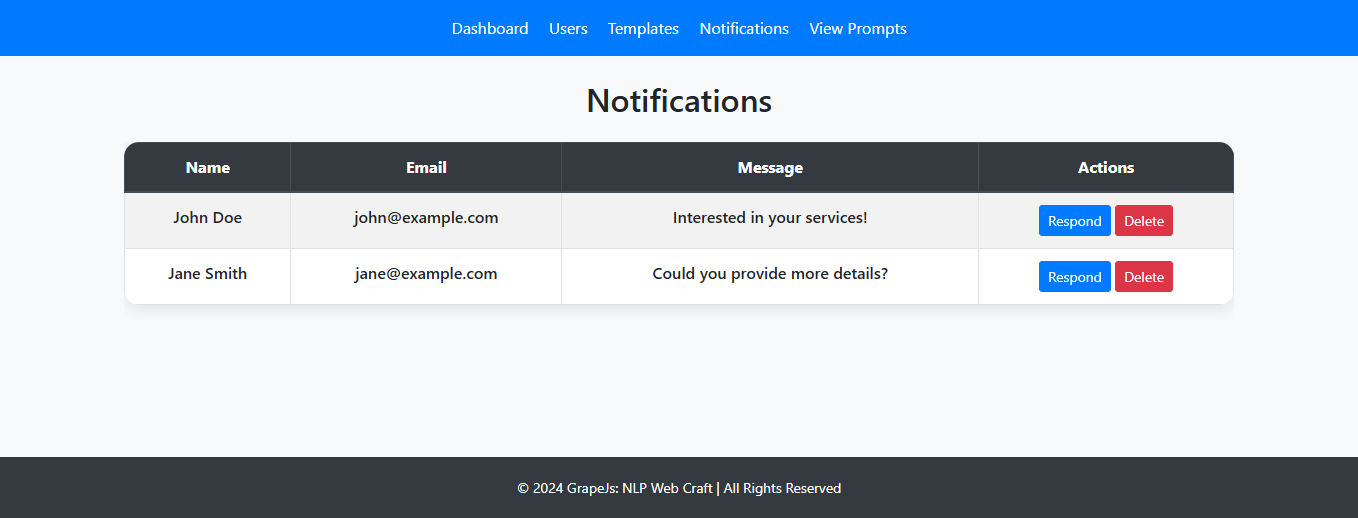 Dashboard Users Templates Notifications View Prompts
Notifications
Name Email Message Actions
John Doe john@example.com Interested in your services! Respond Delete
Jane Smith jane@example.com Could you provide more details? Respond Delete
© 2024 GrapeJs: NLP Web Craft | All Rights Reserved